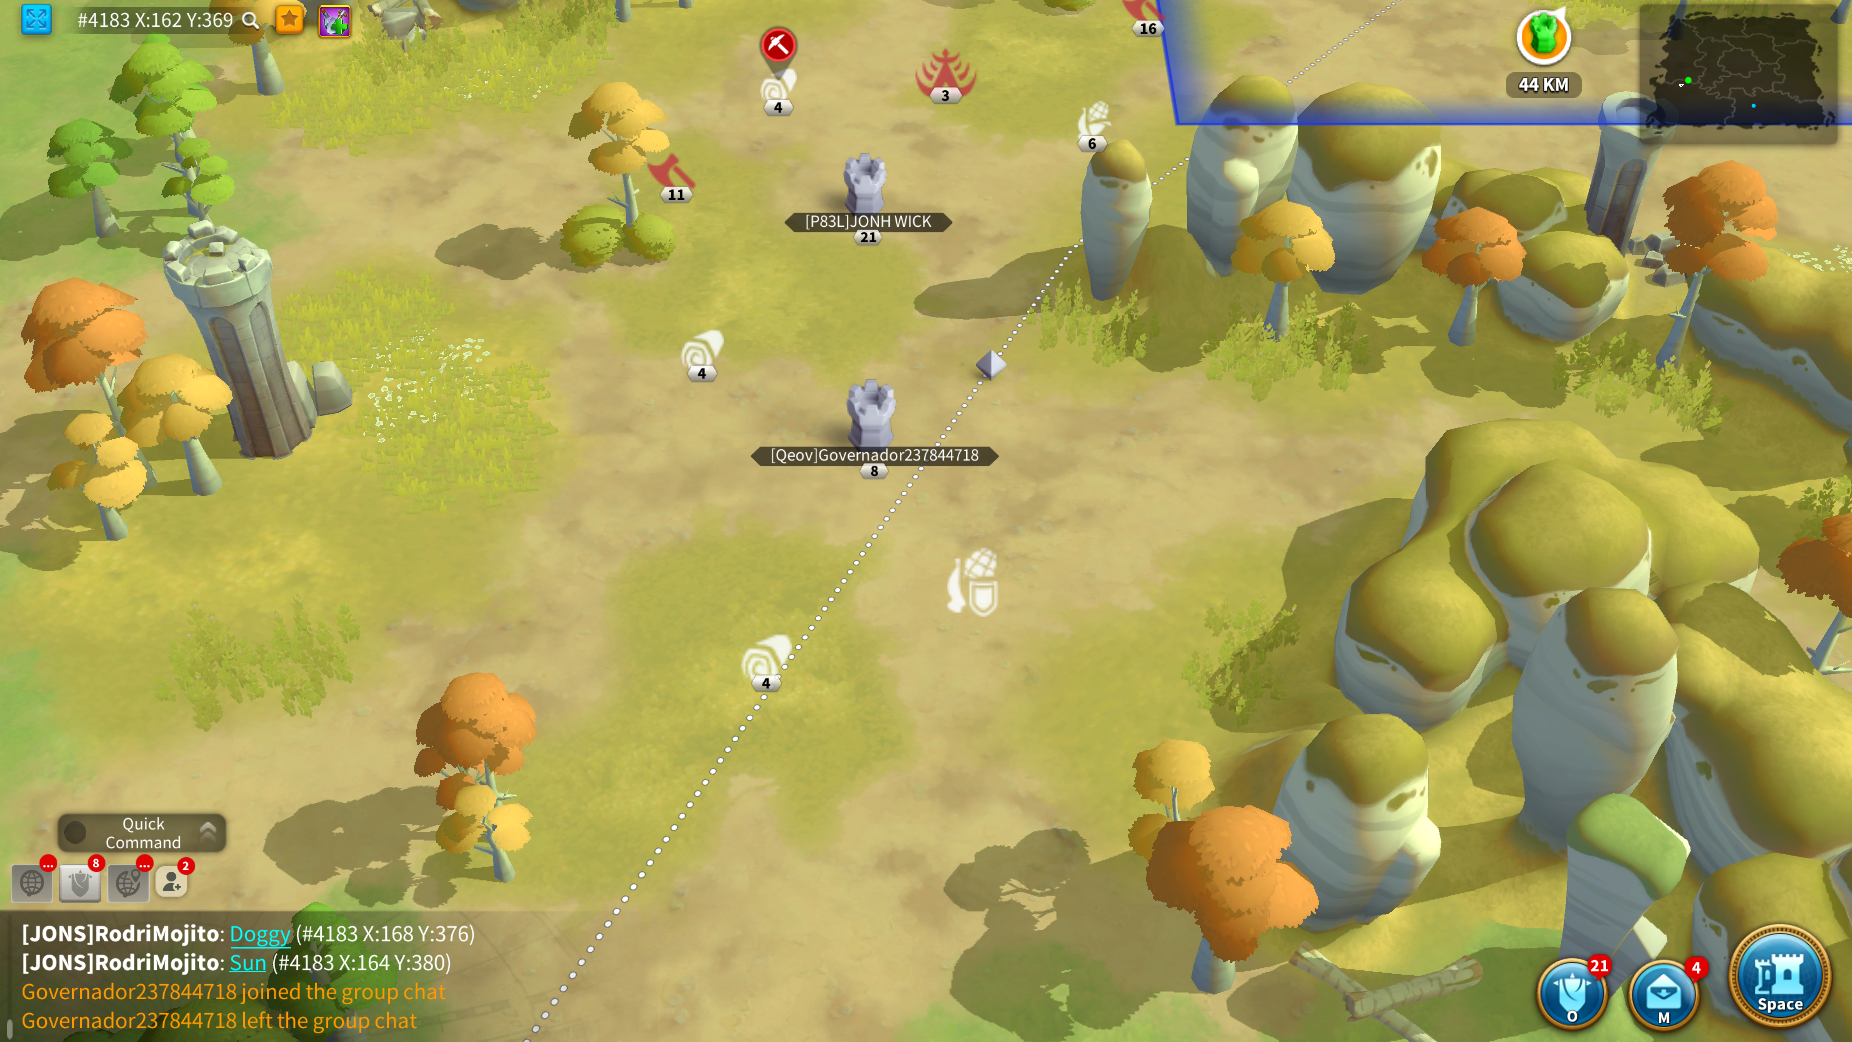 #4183 X:162 Y:369
16
44 KM
4
3
6
11
[P83L]JONH WICK
21
4
[Qeov]Governador237844718
8
4
Quick
Command
...
8
...
2
[JONS]RodriMojito: Doggy (#4183 X:168 Y:376)
[JONS]RodriMojito: Sun (#4183 X:164 Y:380)
Governador237844718 joined the group chat
Governador237844718 left the group chat
21
O
4
M
Space